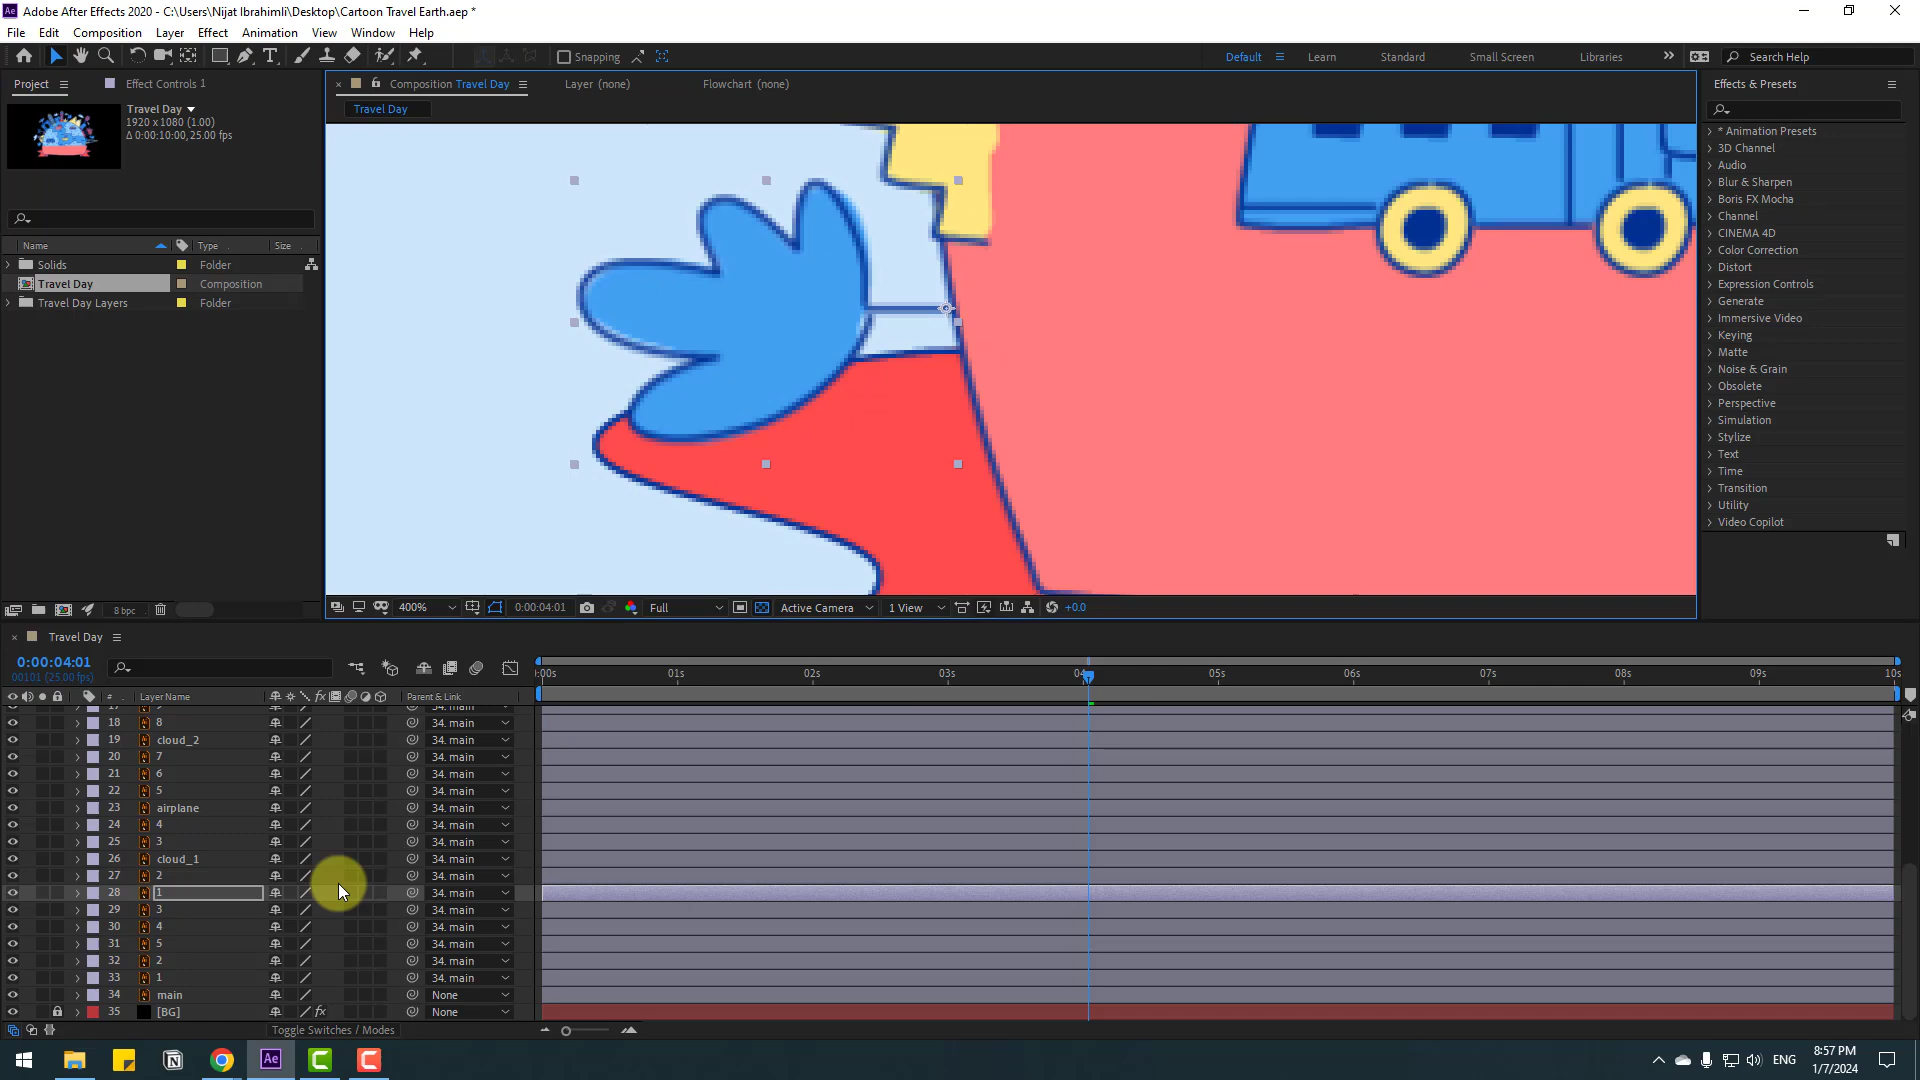 Adobe After Effects 2020 - C:\Users\Nijat Ibrahimli\Desktop\Cartoon Travel Earth.aep *
File Edit Composition Layer Effect Animation View Window Help
Snapping
Default Learn Standard Small Screen Libraries Search Help
Project Effect Controls 1
Composition Travel Day Layer (none) Flowchart (none)
Effects & Presets
Travel Day
1920 x 1080 (1.00)
Δ 0:00:10:00, 25.00 fps
Travel Day
Name Type Size
Solids Folder
Travel Day Composition
Travel Day Layers Folder
* Animation Presets
3D Channel
Audio
Blur & Sharpen
Boris FX Mocha
Channel
CINEMA 4D
Color Correction
Distort
Expression Controls
Generate
Immersive Video
Keying
Matte
Noise & Grain
Obsolete
Perspective
Simulation
Stylize
Text
Time
Transition
Utility
Video Copilot
8 bpc
400% 0:00:04:01 Full Active Camera 1 View +0.0
Travel Day
0:00:04:01
00101 (25.00 fps)
:00s 01s 02s 03s 04s 05s 06s 07s 08s 09s 10s
# Layer Name fx Parent & Link
18 8 34. main
19 cloud_2 34. main
20 7 34. main
21 6 34. main
22 5 34. main
23 airplane 34. main
24 4 34. main
25 3 34. main
26 cloud_1 34. main
27 2 34. main
28 1 34. main
29 3 34. main
30 4 34. main
31 5 34. main
32 2 34. main
33 1 34. main
34 main None
35 [BG] fx None
Toggle Switches / Modes
Ae
ENG
8:57 PM
1/7/2024